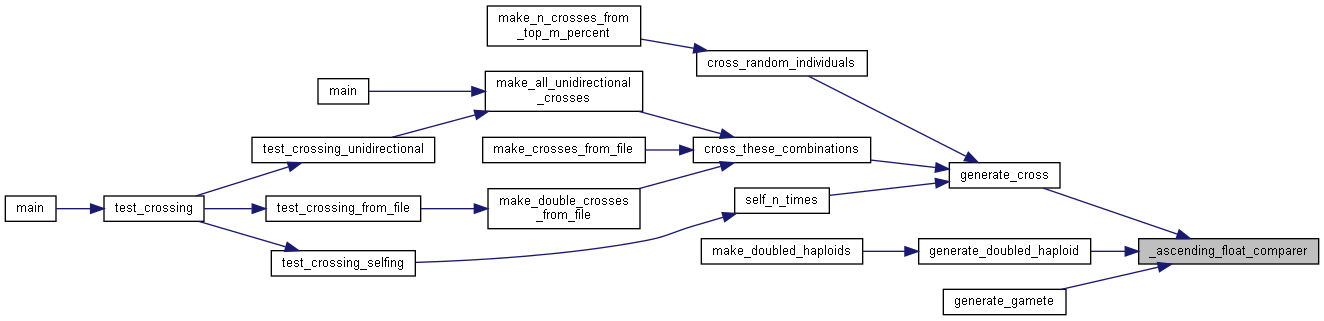 make_n_crosses_from
_top_m_percent
cross_random_individuals
main
make_all_unidirectional
_crosses
test_crossing_unidirectional
make_crosses_from_file
cross_these_combinations
generate_cross
main
test_crossing
test_crossing_from_file
make_double_crosses
_from_file
self_n_times
test_crossing_selfing
make_doubled_haploids
generate_doubled_haploid
_ascending_float_comparer
generate_gamete